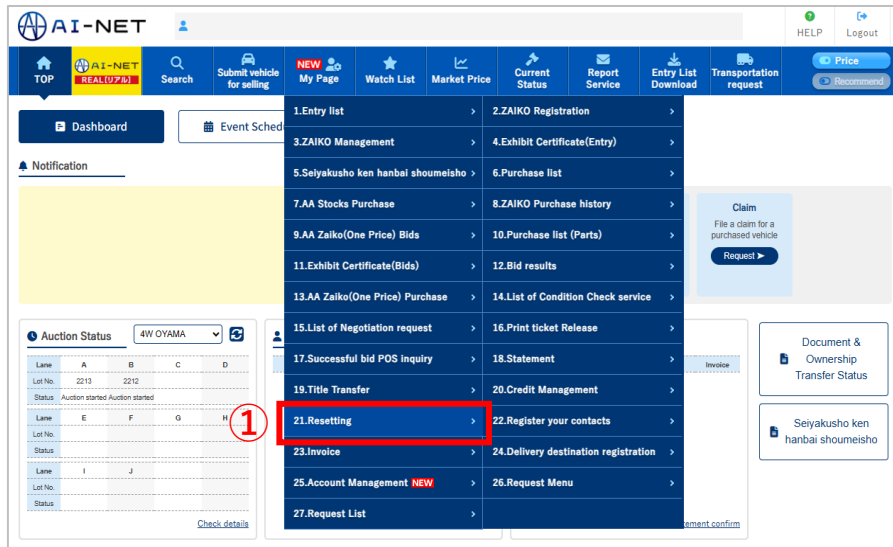 AI-NET
HELP
Logout
TOP
AI-NET
REAL[リアル]
Search
Submit vehicle
for selling
NEW
My Page
Watch List
Market Price
Current
Status
Report
Service
Entry List
Download
Transportation
request
Price
Recommend
Dashboard
Event Sched
Notification
1.Entry list
2.ZAIKO Registration
3.ZAIKO Management
4.Exhibit Certificate(Entry)
5.Seiyakusho ken hanbai shoumeisho
6.Purchase list
7.AA Stocks Purchase
8.ZAIKO Purchase history
9.AA Zaiko(One Price) Bids
10.Purchase list (Parts)
11.Exhibit Certificate(Bids)
12.Bid results
13.AA Zaiko(One Price) Purchase
14.List of Condition Check service
15.List of Negotiation request
16.Print ticket Release
17.Successful bid POS inquiry
18.Statement
19.Title Transfer
20.Credit Management
①
21.Resetting
22.Register your contacts
23.Invoice
24.Delivery destination registration
25.Account Management NEW
26.Request Menu
27.Request List
Claim
File a claim for a
purchased vehicle
Request ➤
Auction Status
4W OYAMA
Lane A B C D
Lot No. 2213 2212
Status Auction started Auction started
Lane E F G H
Lot No.
Status
Lane I J
Lot No.
Status
Check details
Invoice
ement confirm
Document &
Ownership
Transfer Status
Seiyakusho ken
hanbai shoumeisho